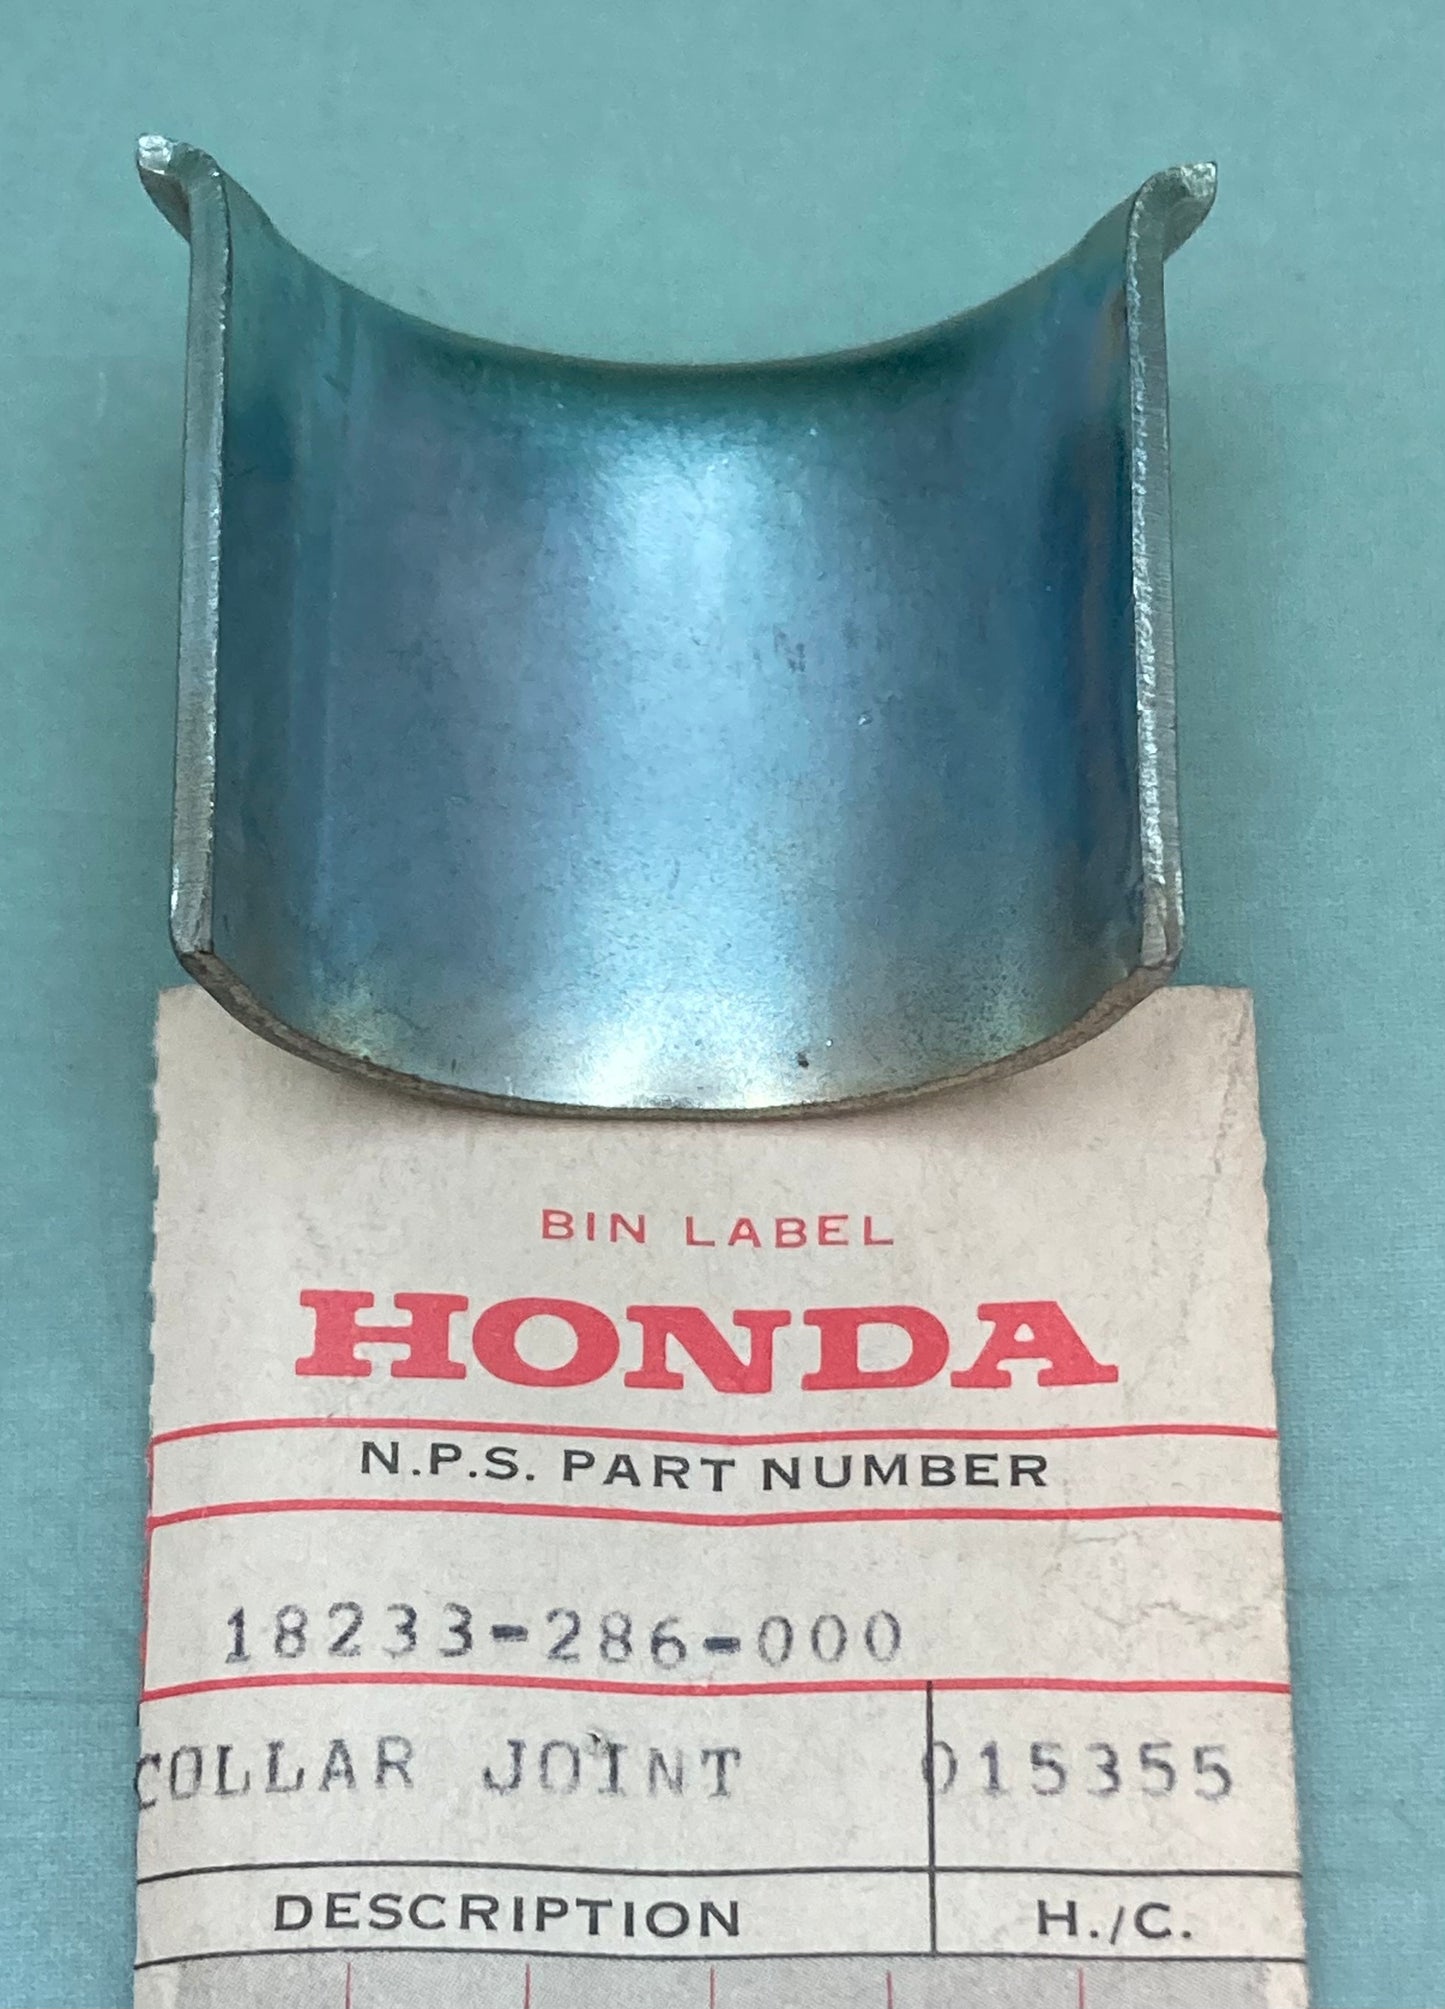 BIN LABEL
HONDA
N.P.S. PART NUMBER
18233-286-000
COLLAR JOINT 015355
DESCRIPTION H./C.